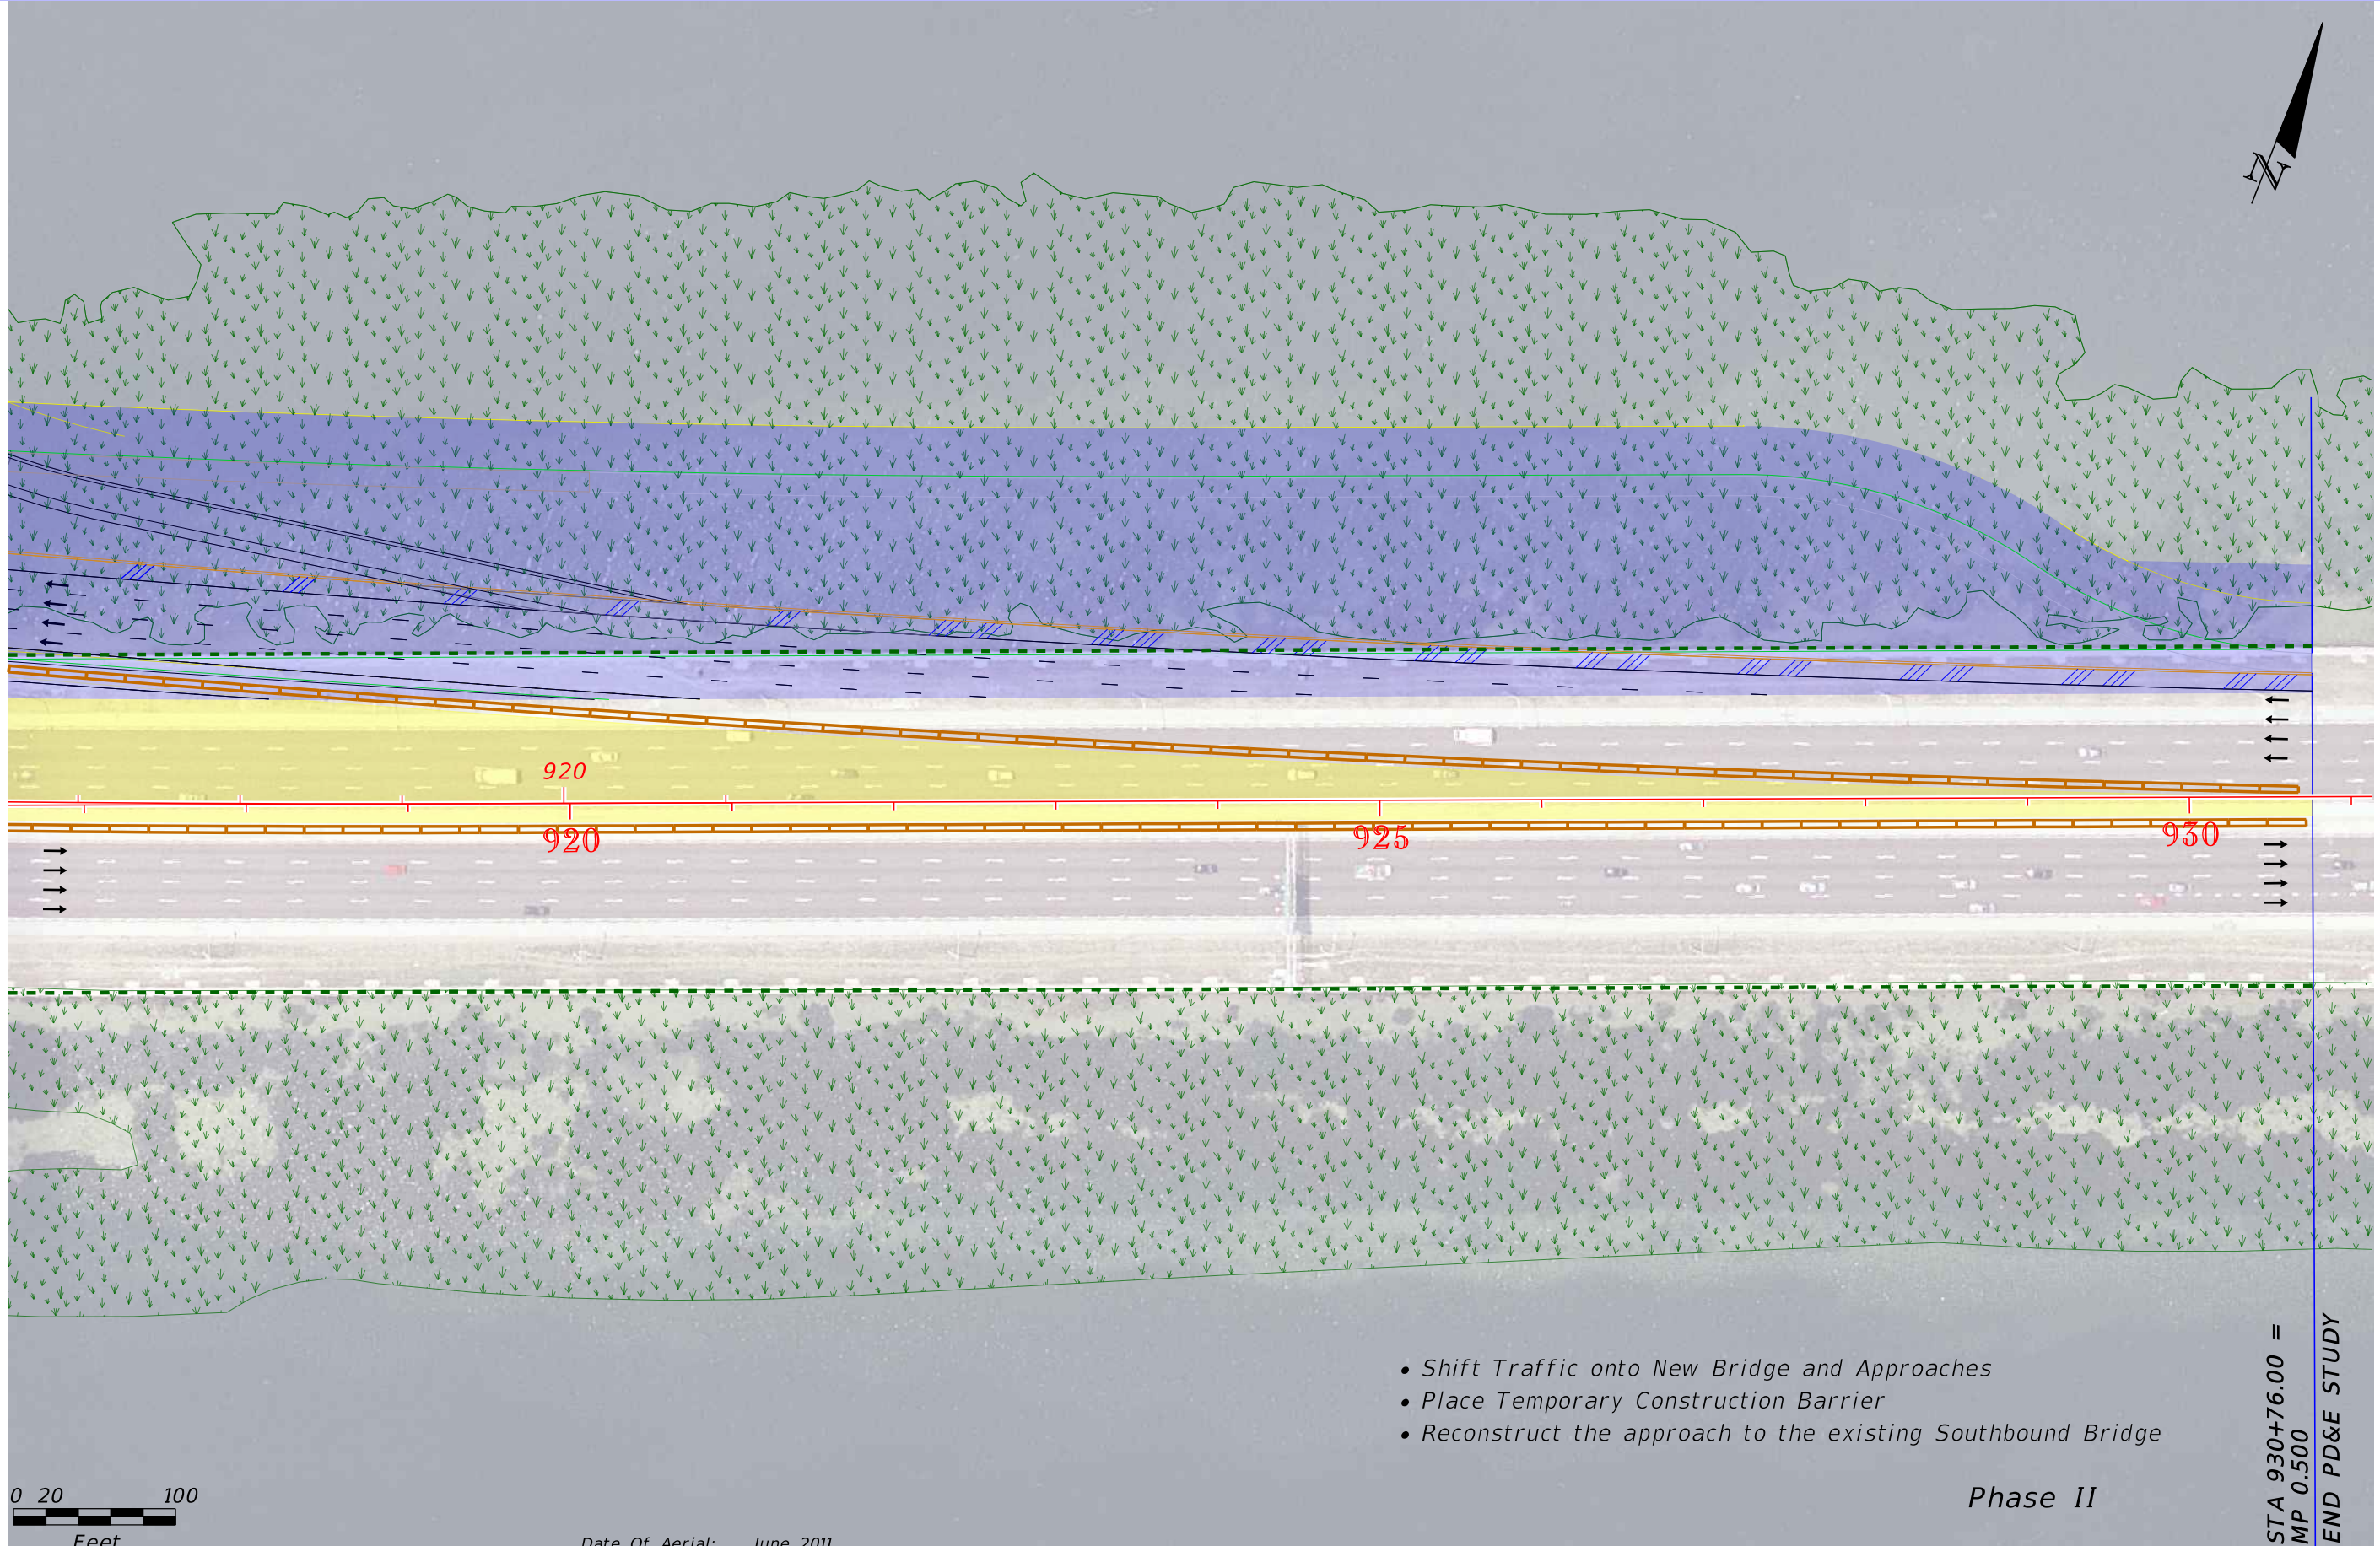 N
920
920
925
930
• Shift Traffic onto New Bridge and Approaches
• Place Temporary Construction Barrier
• Reconstruct the approach to the existing Southbound Bridge
Phase II
STA 930+76.00 =
MP 0.500
END PD&E STUDY
0 20 100
Feet
Date Of Aerial: June 2011